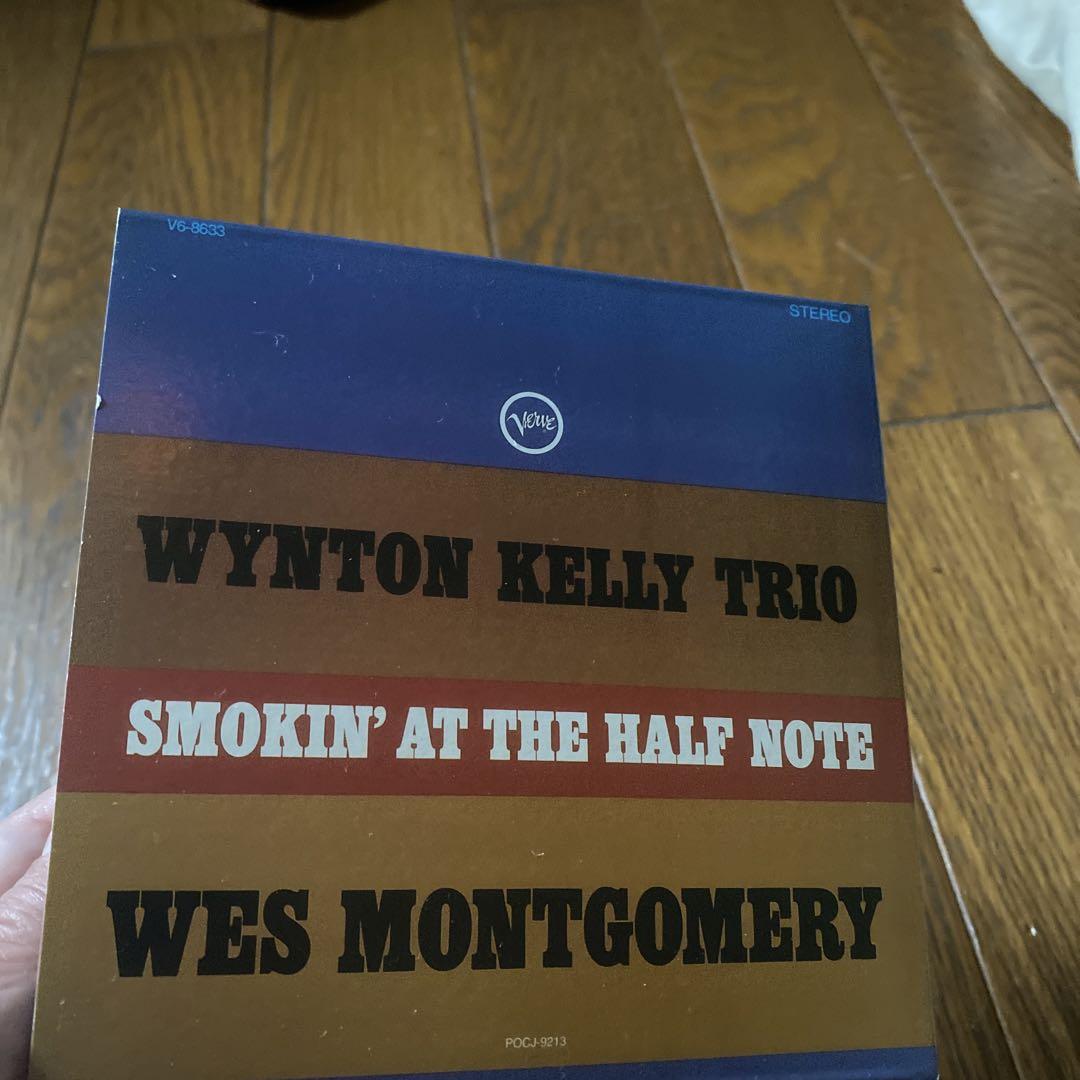 V6-8633
STEREO
Verve
WYNTON KELLY TRIO
SMOKIN' AT THE HALF NOTE
WES MONTGOMERY
POCJ-9213